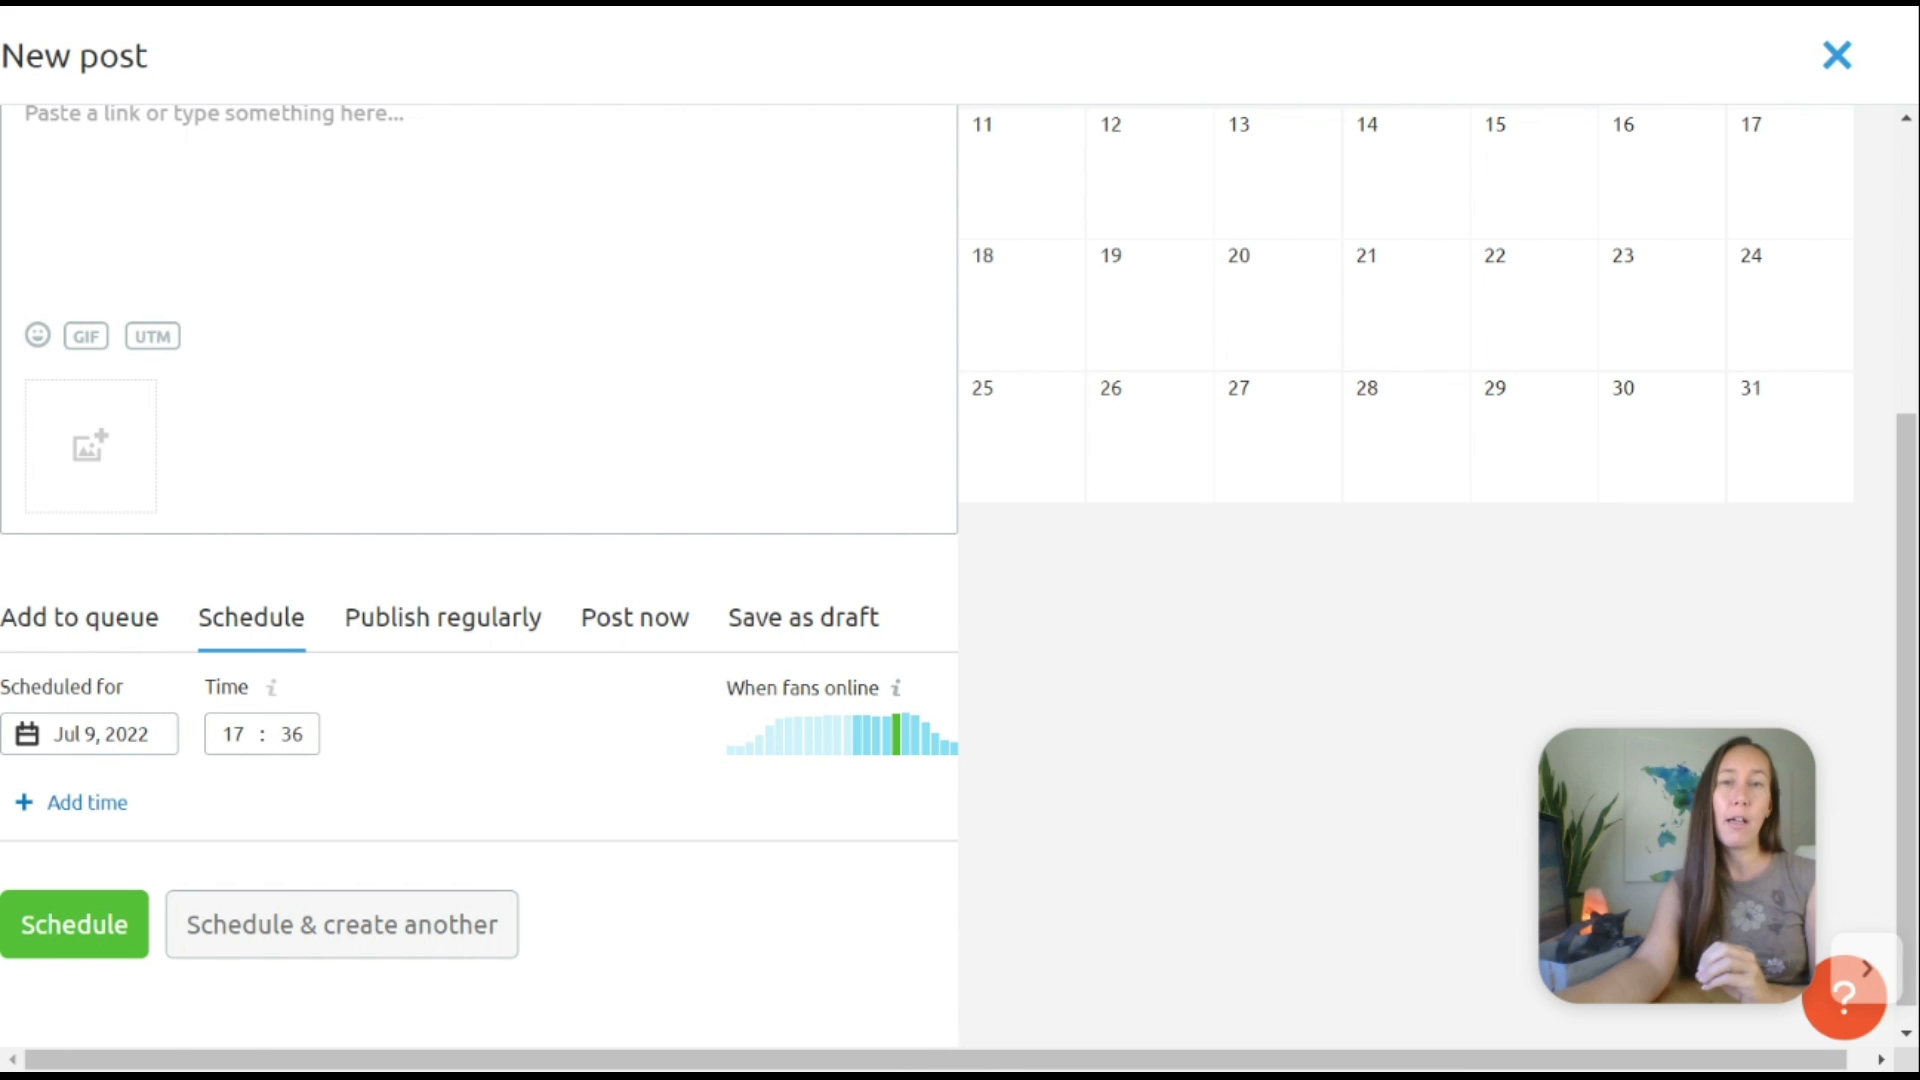 New post
Paste a link or type something here...
GIF
UTM
11 12 13 14 15 16 17
18 19 20 21 22 23 24
25 26 27 28 29 30 31
Add to queue Schedule Publish regularly Post now Save as draft
Scheduled for Time i When fans online i
Jul 9, 2022 17 : 36
+ Add time
Schedule Schedule & create another
?